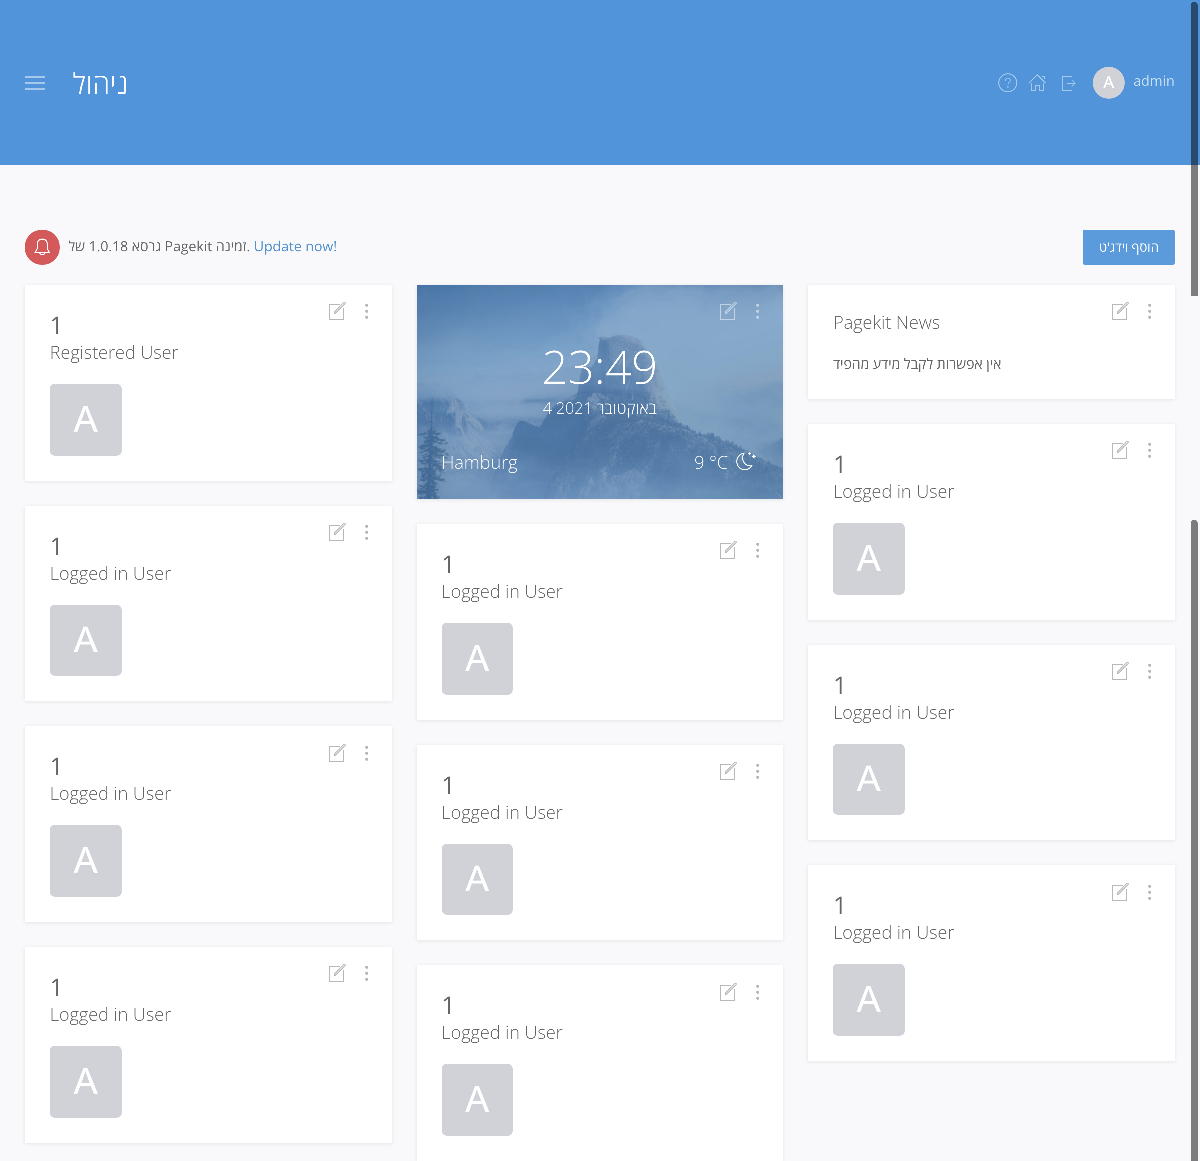 ניהול
A admin
גרסא 1.0.18 של Pagekit זמינה. Update now!
הוסף וידג'ט
1
Registered User
A
1
Logged in User
A
1
Logged in User
A
1
Logged in User
A
23:49
4 באוקטובר 2021
Hamburg 9 °C
1
Logged in User
A
1
Logged in User
A
1
Logged in User
A
Pagekit News
אין אפשרות לקבל מידע מהפיד
1
Logged in User
A
1
Logged in User
A
1
Logged in User
A